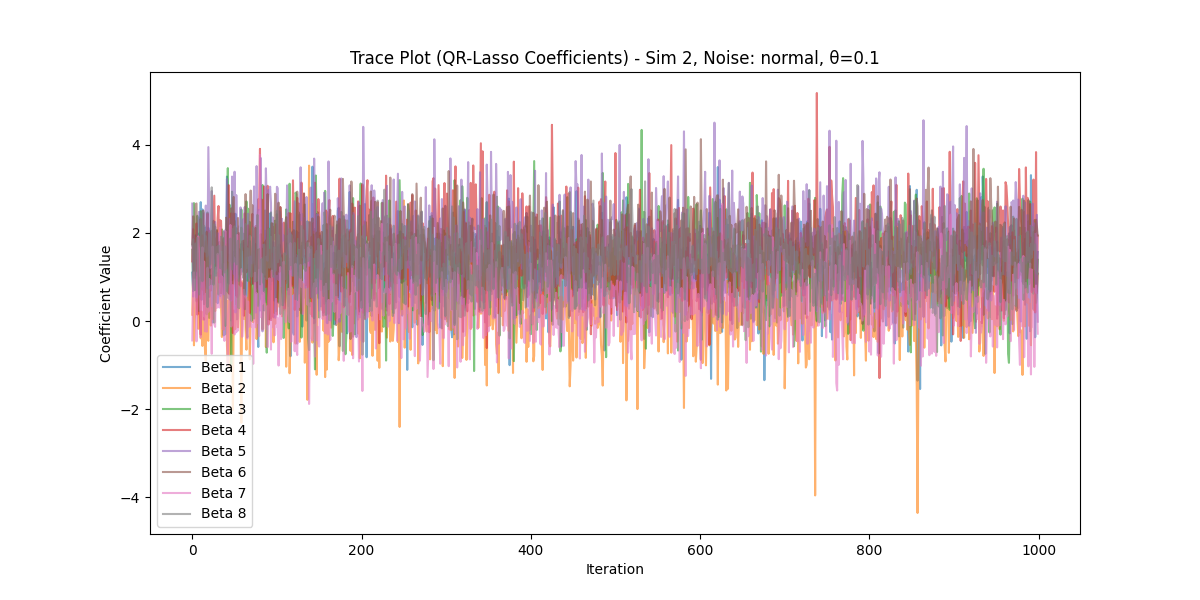 Trace Plot (QR-Lasso Coefficients) - Sim 2, Noise: normal, θ=0.1
Coefficient Value
4
2
0
−2
−4
Beta 1
Beta 2
Beta 3
Beta 4
Beta 5
Beta 6
Beta 7
Beta 8
0
200
400
600
800
1000
Iteration